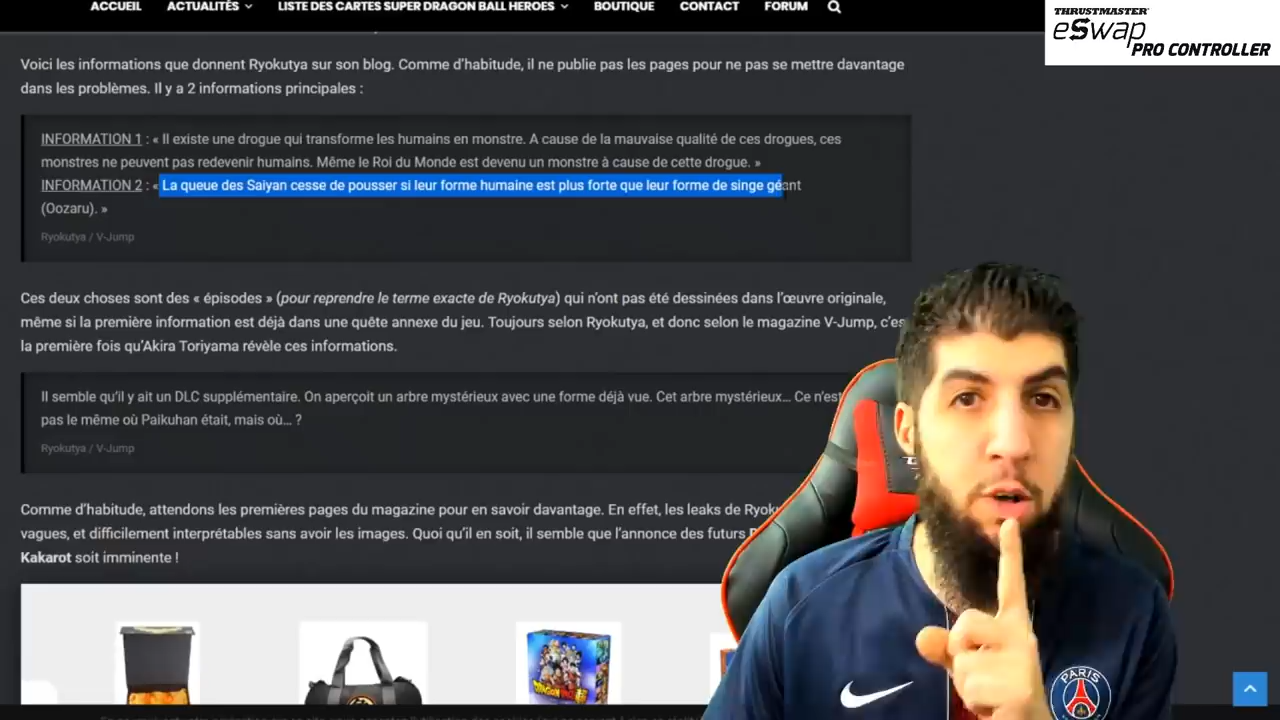 ACCUEIL ACTUALITÉS LISTE DES CARTES SUPER DRAGON BALL HEROES BOUTIQUE CONTACT FORUM
THRUSTMASTER
eSwap
PRO CONTROLLER
Voici les informations que donnent Ryokutya sur son blog. Comme d'habitude, il ne publie pas les pages pour ne pas se mettre davantage
dans les problèmes. Il y a 2 informations principales :
INFORMATION 1 : « Il existe une drogue qui transforme les humains en monstre. A cause de la mauvaise qualité de ces drogues, ces
monstres ne peuvent pas redevenir humains. Même le Roi du Monde est devenu un monstre à cause de cette drogue. »
INFORMATION 2 : « La queue des Saiyan cesse de pousser si leur forme humaine est plus forte que leur forme de singe géant
(Oozaru). »
Ryokutya / V-Jump
Ces deux choses sont des « épisodes » (pour reprendre le terme exacte de Ryokutya) qui n'ont pas été dessinées dans l'œuvre originale,
même si la première information est déjà dans une quête annexe du jeu. Toujours selon Ryokutya, et donc selon le magazine V-Jump, c'es
la première fois qu'Akira Toriyama révèle ces informations.
Il semble qu'il y ait un DLC supplémentaire. On aperçoit un arbre mystérieux avec une forme déjà vue. Cet arbre mystérieux... Ce n'est
pas le même où Paikuhan était, mais où... ?
Ryokutya / V-Jump
Comme d'habitude, attendons les premières pages du magazine pour en savoir davantage. En effet, les leaks de Ryoku
vagues, et difficilement interprétables sans avoir les images. Quoi qu'il en soit, il semble que l'annonce des futurs
Kakarot soit imminente !
DRAGONBALL
PARIS